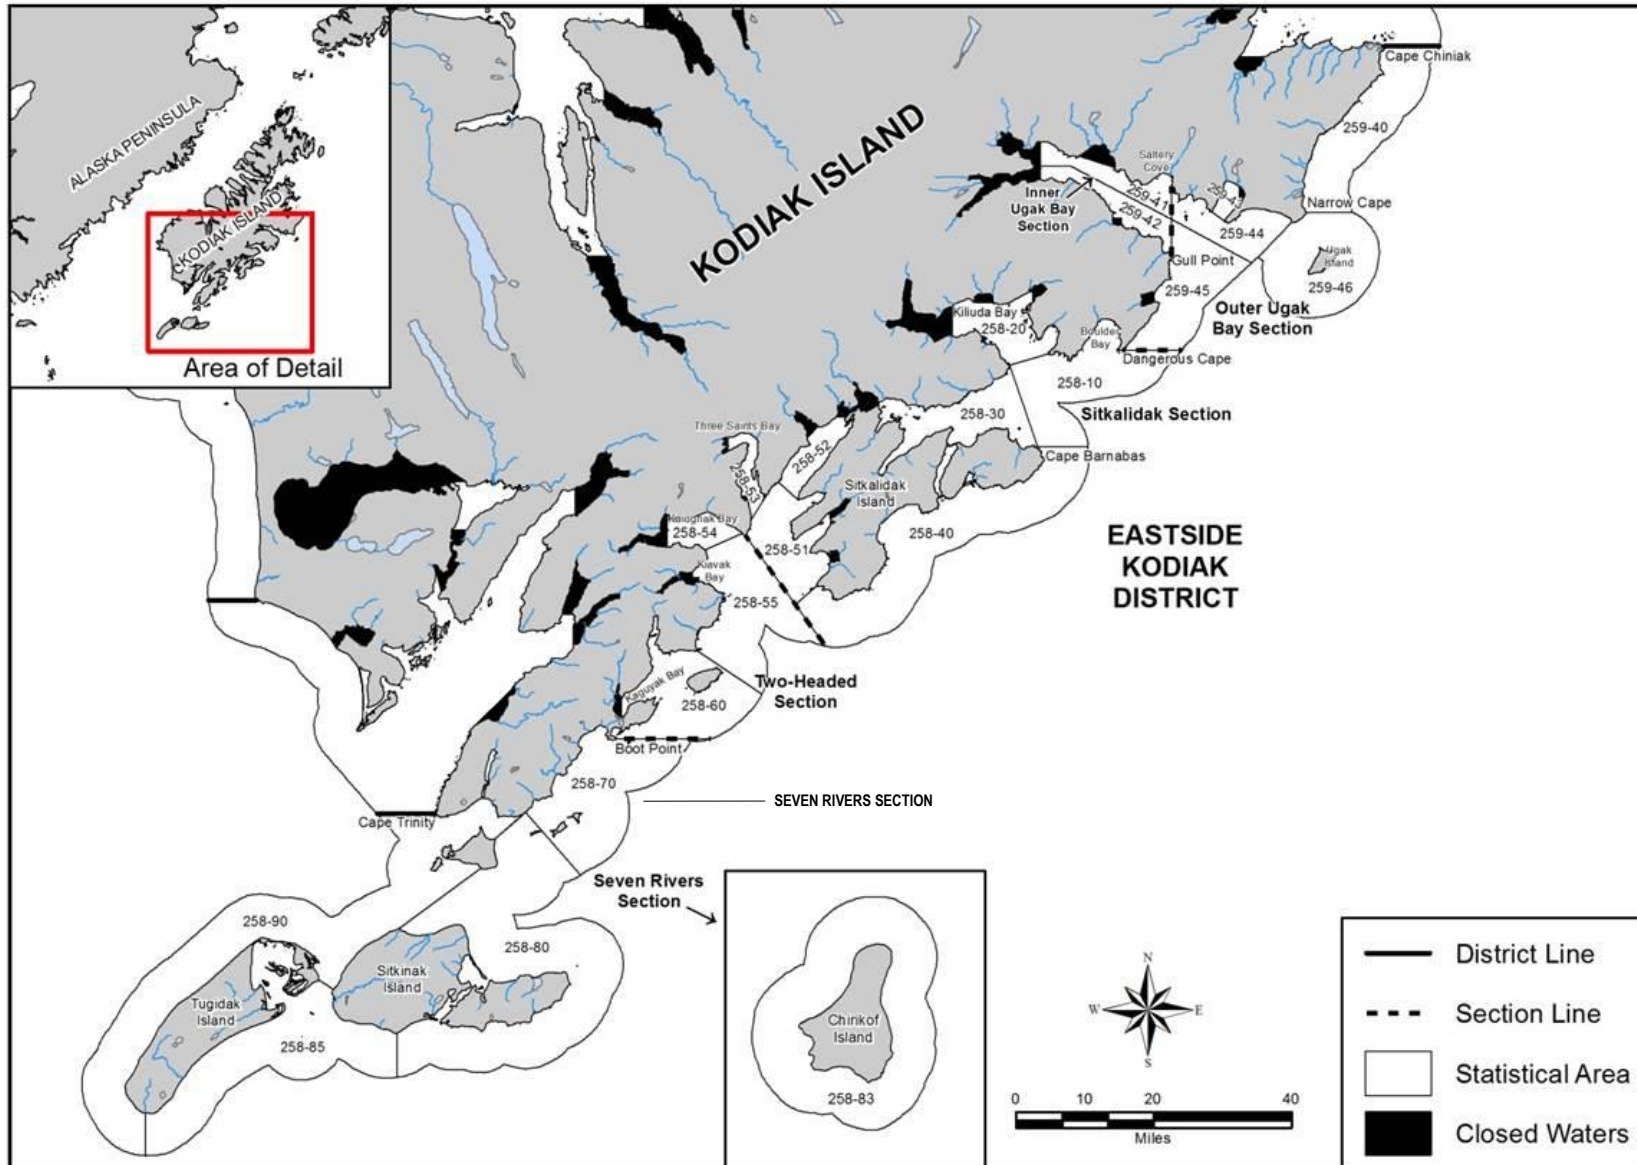 ALASKA PENINSULA
KODIAK ISLAND
Area of Detail
KODIAK ISLAND
Cape Chiniak
259-40
Saltery
Cove
259-41
259-42
259-43
259-44
Inner
Ugak Bay
Section
Narrow Cape
Ugak
Island
259-46
Gull Point
259-45
Outer Ugak
Bay Section
Kiliuda Bay
258-20
Boulder
Bay
Dangerous Cape
258-10
Sitkalidak Section
258-30
Cape Barnabas
Three Saints Bay
258-52
258-53
Sitkalidak
Island
258-40
258-54
258-51
Kiavak
Bay
258-55
EASTSIDE
KODIAK
DISTRICT
Two-Headed
Section
Kaguyak Bay
258-60
Boot Point
258-70
SEVEN RIVERS SECTION
Cape Trinity
Seven Rivers
Section
258-90
258-80
Sitkinak
Island
Tugidak
Island
258-85
Chirikof
Island
258-83
N
W
E
S
0 10 20 40
Miles
District Line
Section Line
Statistical Area
Closed Waters